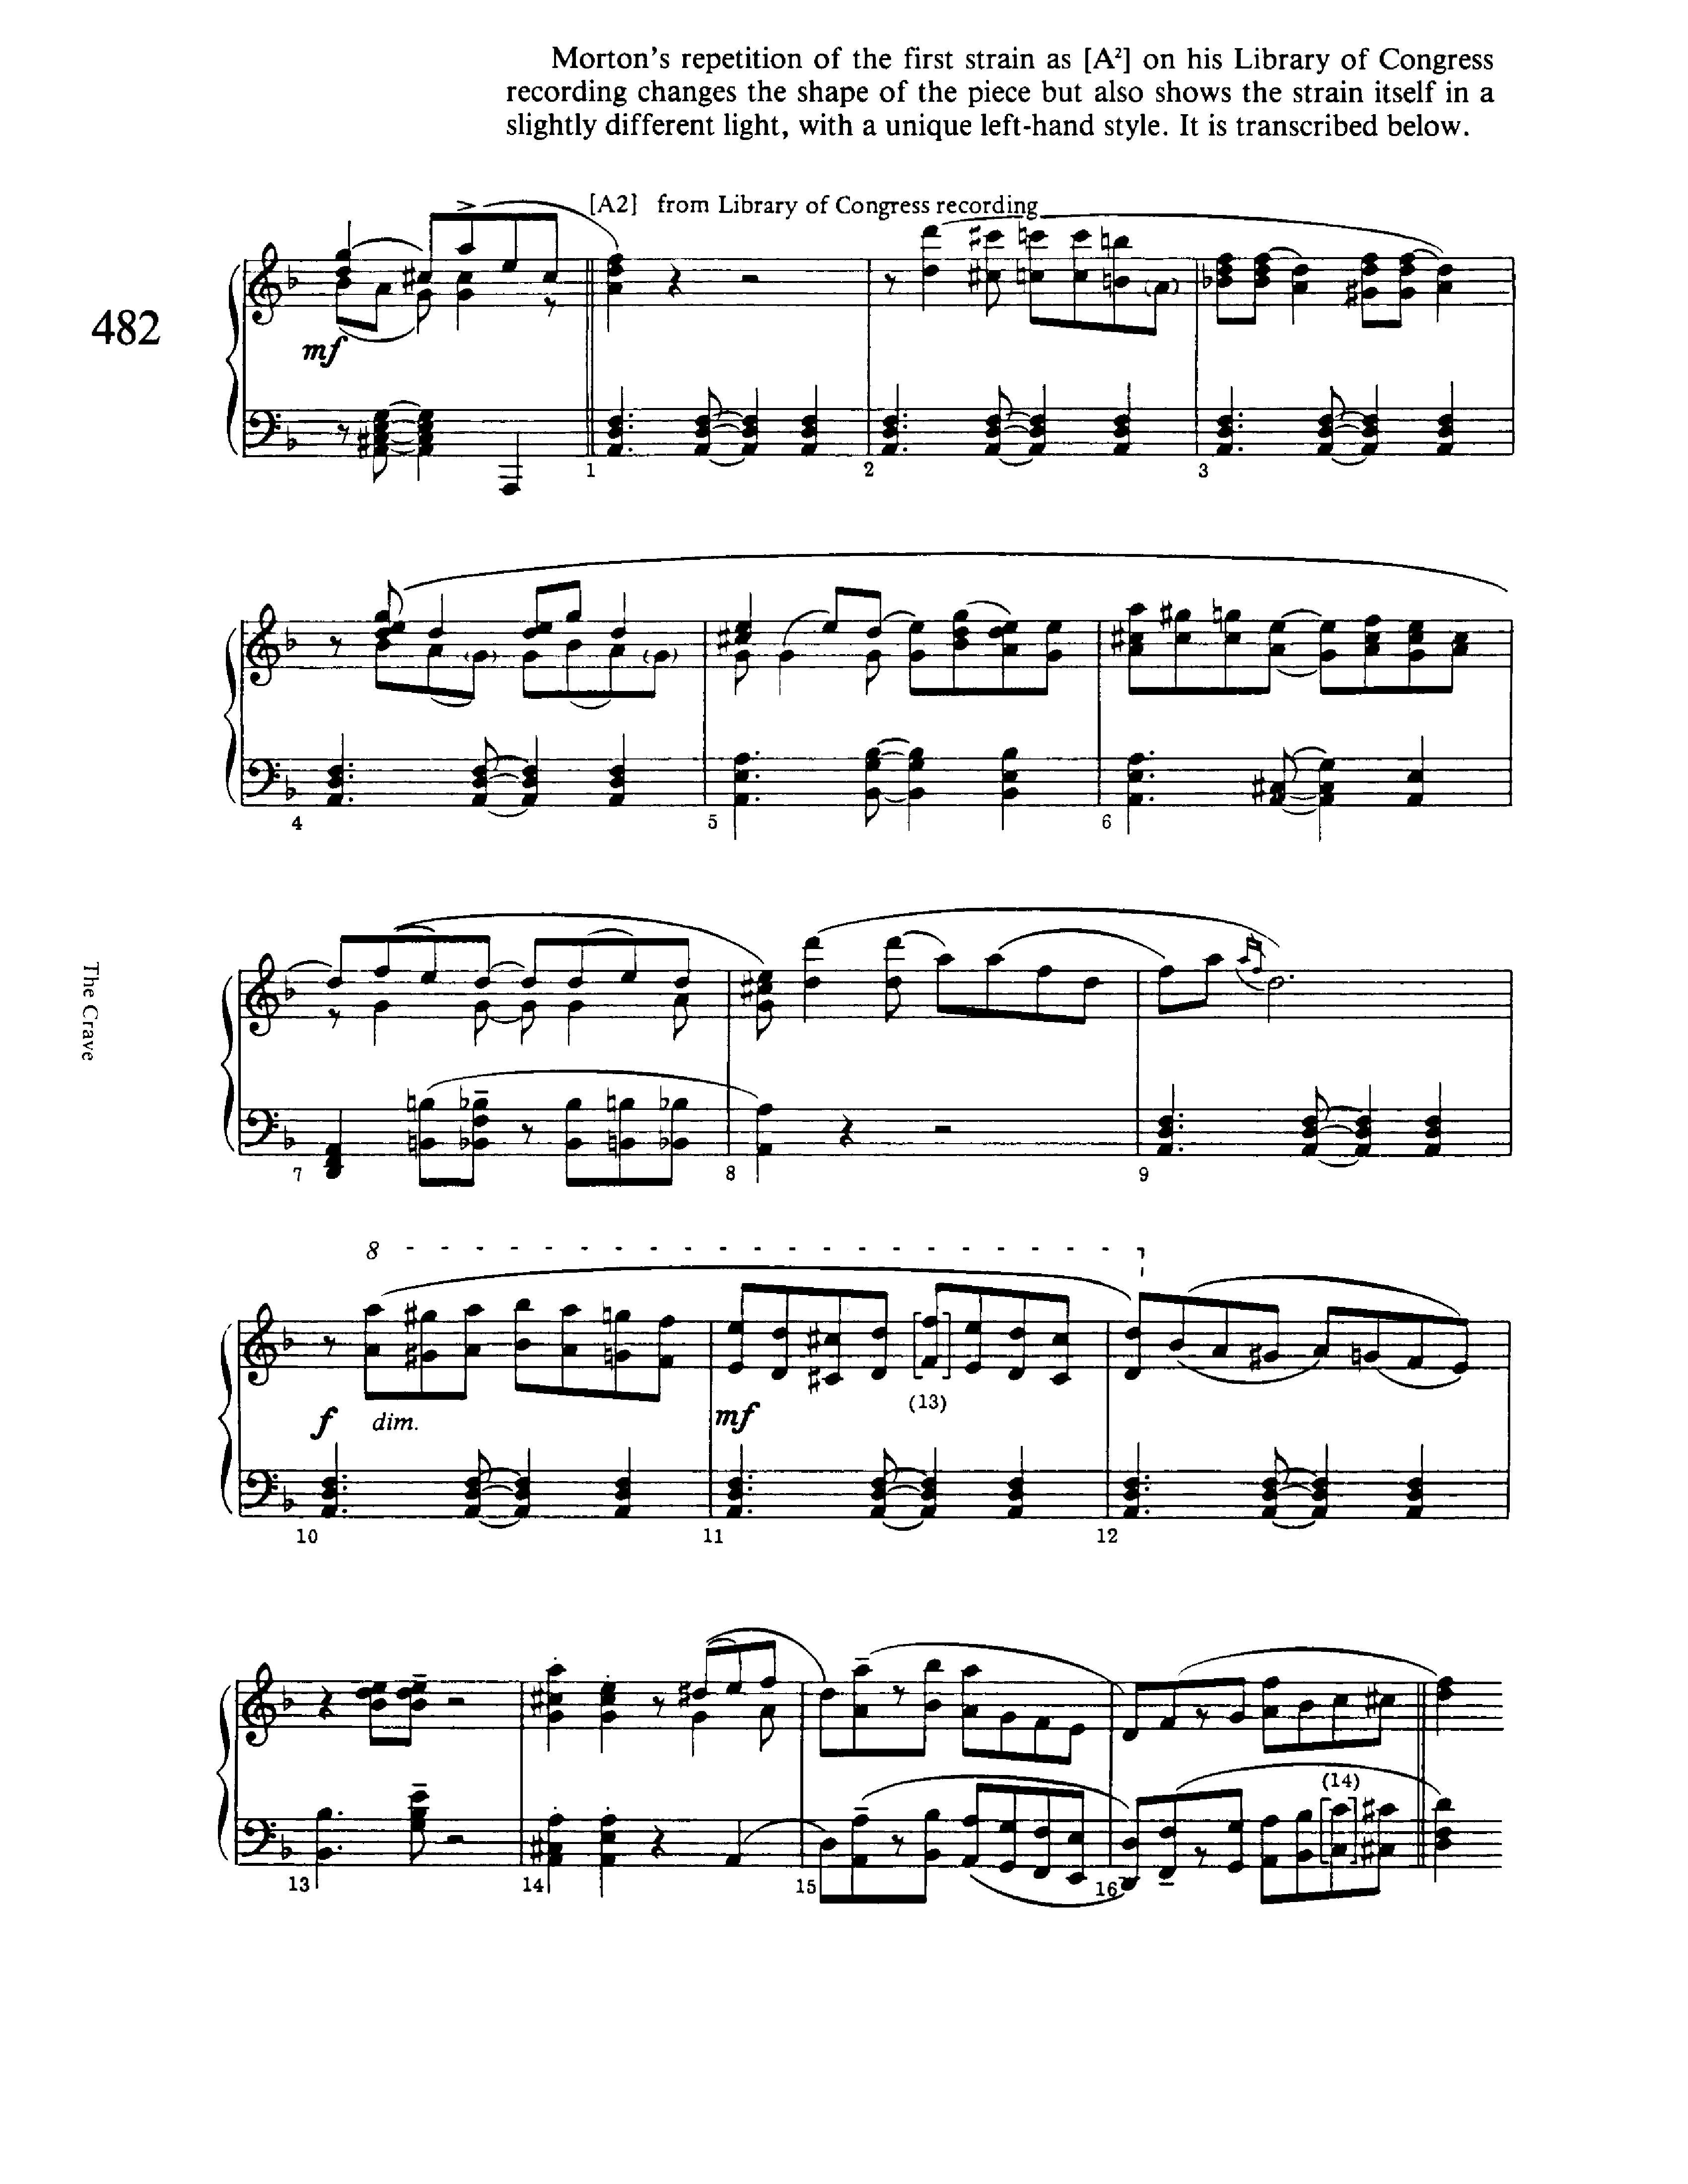 Morton's repetition of the first strain as [A²] on his Library of Congress
recording changes the shape of the piece but also shows the strain itself in a
slightly different light, with a unique left-hand style. It is transcribed below.
[A2] from Library of Congress recording
482
mf
1
2
3
4
5
6
The Crave
7
8
9
8
f dim.
mf
(13)
10
11
12
(14)
13
14
15
16